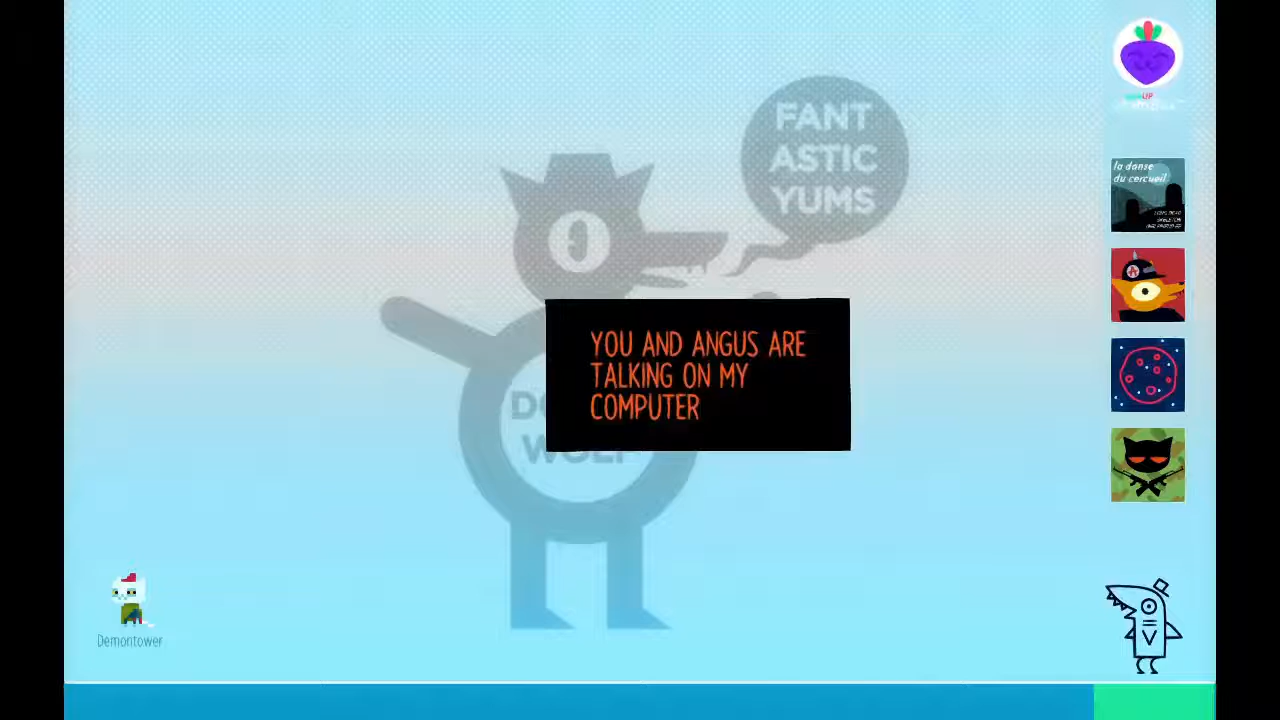 FANT
ASTIC
YUMS
la danse
du cercueil
YOU AND ANGUS ARE
TALKING ON MY
COMPUTER
Demontower